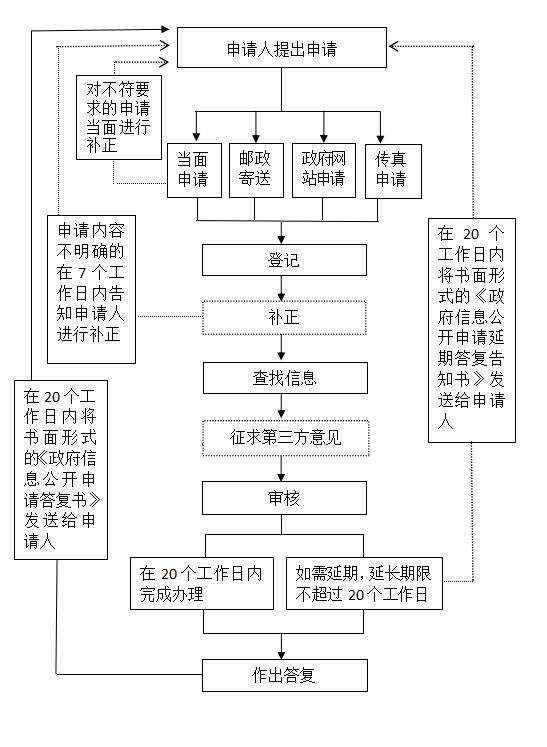 申请人提出申请
对不符要
求的申请
当面进行
补正
当面
申请
邮政
寄送
政府网
站申请
传真
申请
申请内容
不明确的
在 7 个工
作日内告
知申请人
进行补正
登记
在 20 个
工作日内
将书面形
式的《政
府信息公
开申请延
期答复告
知书》发
送给申请
人
补正
查找信息
在 20 个工
作日内将
书面形式
的《政府信
息公开申
请答复书》
发送给申
请人
征求第三方意见
审核
在 20 个工作日内
完成办理
如需延期，延长期限
不超过 20 个工作日
作出答复